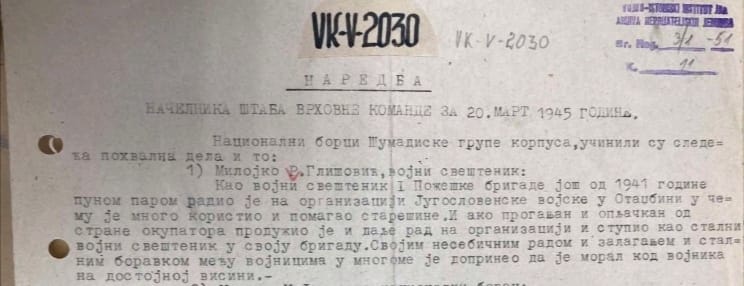 VK-V-2030
VK-V-2030
ВОЈНО-ИСТОРИСКИ ИНСТИТУТ ЈНА
АРХИВА НЕПРИЈАТЕЉСКИХ ЈЕДИНИЦА
Br. Reg. 3/1 -51
K. 11
НАРЕДБА
НАЧЕЛНИКА ШТАБА ВРХОВНЕ КОМАНДЕ ЗА 20. МАРТ 1945 ГОДИНЕ.
Национални борци Шумадиске групе корпуса,учинили су следе=
ћа похвална дела и то:
1) Милојко Р.Глишовић,војни свештеник:
Као војни свештеник I Пожешке бригаде још од 1941 године
пуном паром радио је на организацији Југословенске војске у Отаџбини у че=
му је много користио и помагао старешине.И ако прогањан и опљачкан од
стране окупатора продужио је и даље рад на организацији и ступио као стални
војни свештеник у своју бригаду.Својим несебичним радом и залагањем и стал=
ним боравком међу војницима у многоме је допринео да је морал код војника
на достојној висини.-